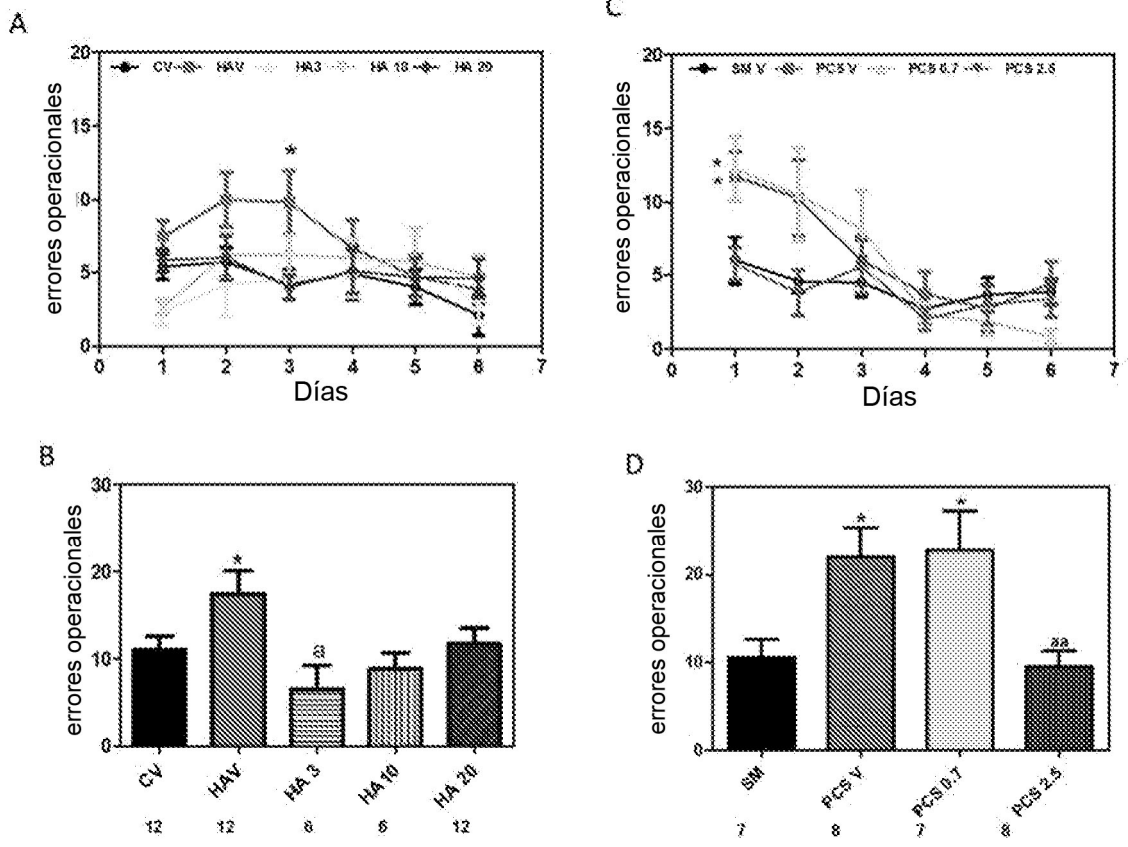 A
20
CV HAV HA3 HA 10 HA 20
15
10
5
0
*
errores operacionales
0 1 2 3 4 5 6 7
Días
C
20
SM V PCS V PCS 0.7 PCS 2.5
15
10
5
0
*
*
errores operacionales
0 1 2 3 4 5 6 7
Días
B
30
20
10
0
errores operacionales
* a
CV HAV HA 3 HA 10 HA 20
12 12 6 6 12
D
30
20
10
0
errores operacionales
* * aa
SM PCS V PCS 0.7 PCS 2.5
7 8 7 8